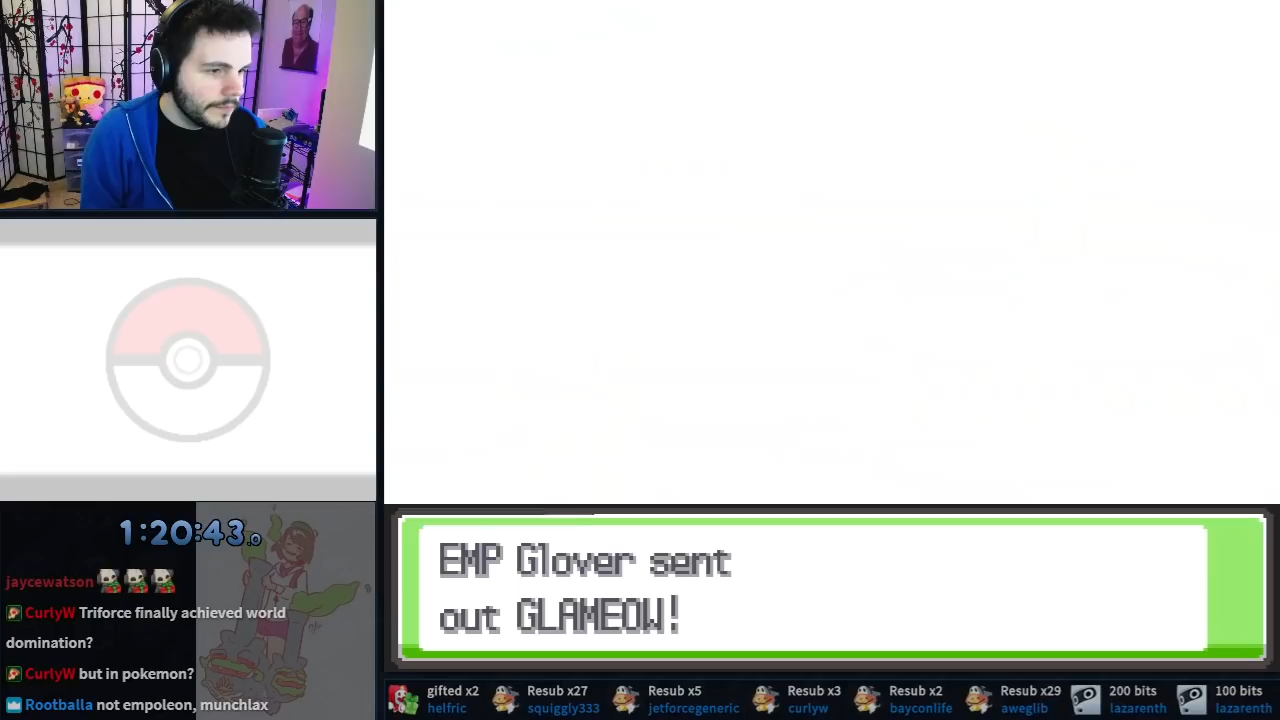 EMP Glover sent
out GLAMEOW!
1:20:43.0
jaycewatson
CurlyW Triforce finally achieved world
domination?
CurlyW but in pokemon?
Rootballa not empoleon, munchlax
gifted x2
helfric
Resub x27
squiggly333
Resub x5
jetforcegeneric
Resub x3
curlyw
Resub x2
bayconlife
Resub x29
aweglib
200 bits
lazarenth
100 bits
lazarenth